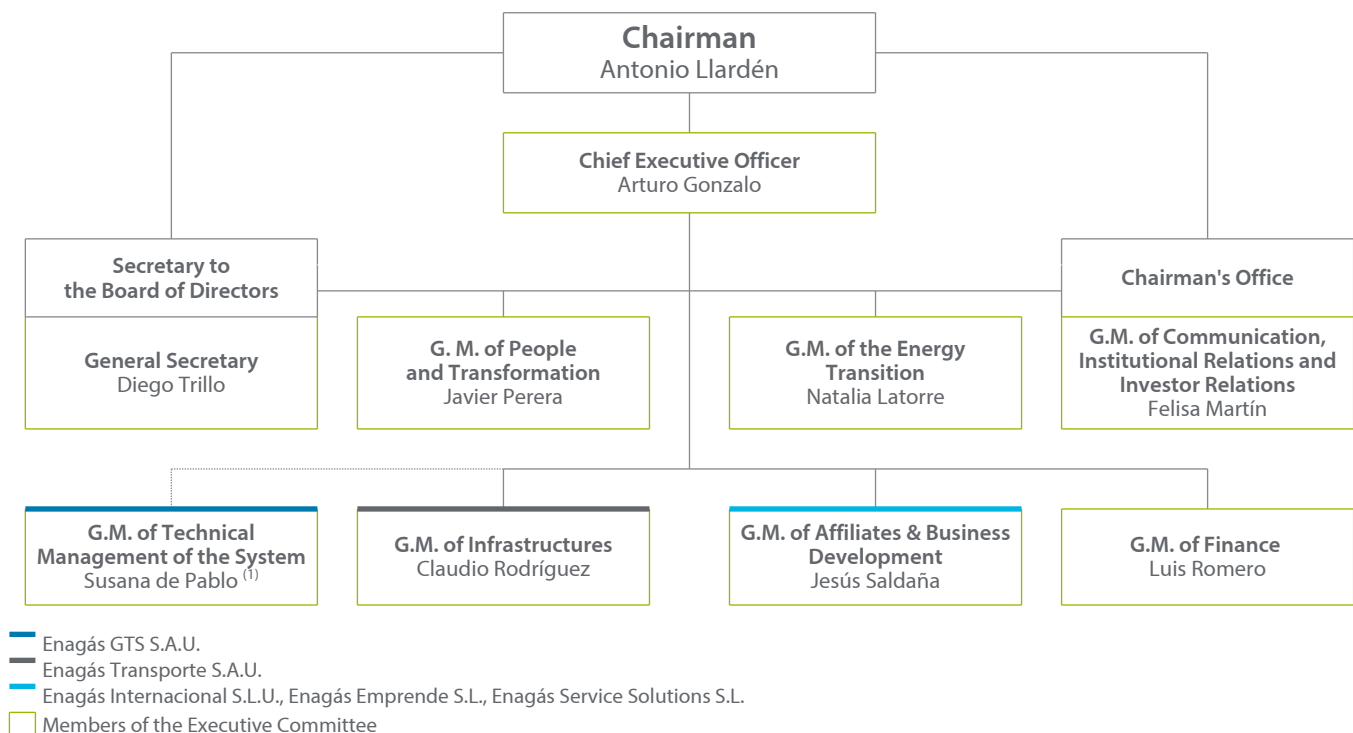 Chairman
Antonio Llardén
Chief Executive Officer
Arturo Gonzalo
Secretary to
the Board of Directors
Chairman's Office
General Secretary
Diego Trillo
G. M. of People
and Transformation
Javier Perera
G.M. of the Energy
Transition
Natalia Latorre
G.M. of Communication,
Institutional Relations and
Investor Relations
Felisa Martín
G.M. of Technical
Management of the System
Susana de Pablo (1)
G.M. of Infrastructures
Claudio Rodríguez
G.M. of Affiliates & Business
Development
Jesús Saldaña
G.M. of Finance
Luis Romero
Enagás GTS S.A.U.
Enagás Transporte S.A.U.
Enagás Internacional S.L.U., Enagás Emprende S.L., Enagás Service Solutions S.L.
Members of the Executive Committee